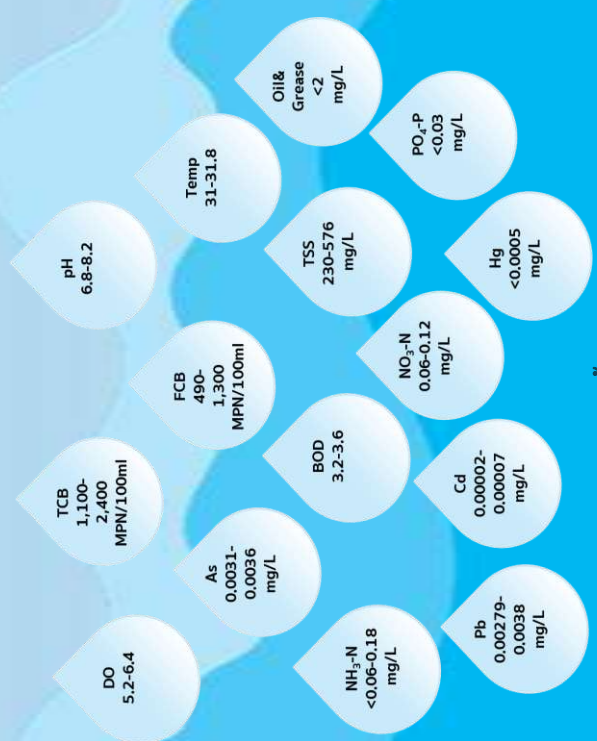 DO
5.2-6.4
TCB
1,100-
2,400
MPN/100ml
pH
6.8-8.2
As
0.0031-
0.0036
mg/L
FCB
490-
1,300
MPN/100ml
Temp
31-31.8
NH₃-N
<0.06-0.18
mg/L
BOD
3.2-3.6
TSS
230-576
mg/L
Oil&
Grease
<2
mg/L
Pb
0.00279-
0.0038
mg/L
Cd
0.00002-
0.00007
mg/L
NO₃-N
0.06-0.12
mg/L
Hg
<0.0005
mg/L
PO₄-P
<0.03
mg/L